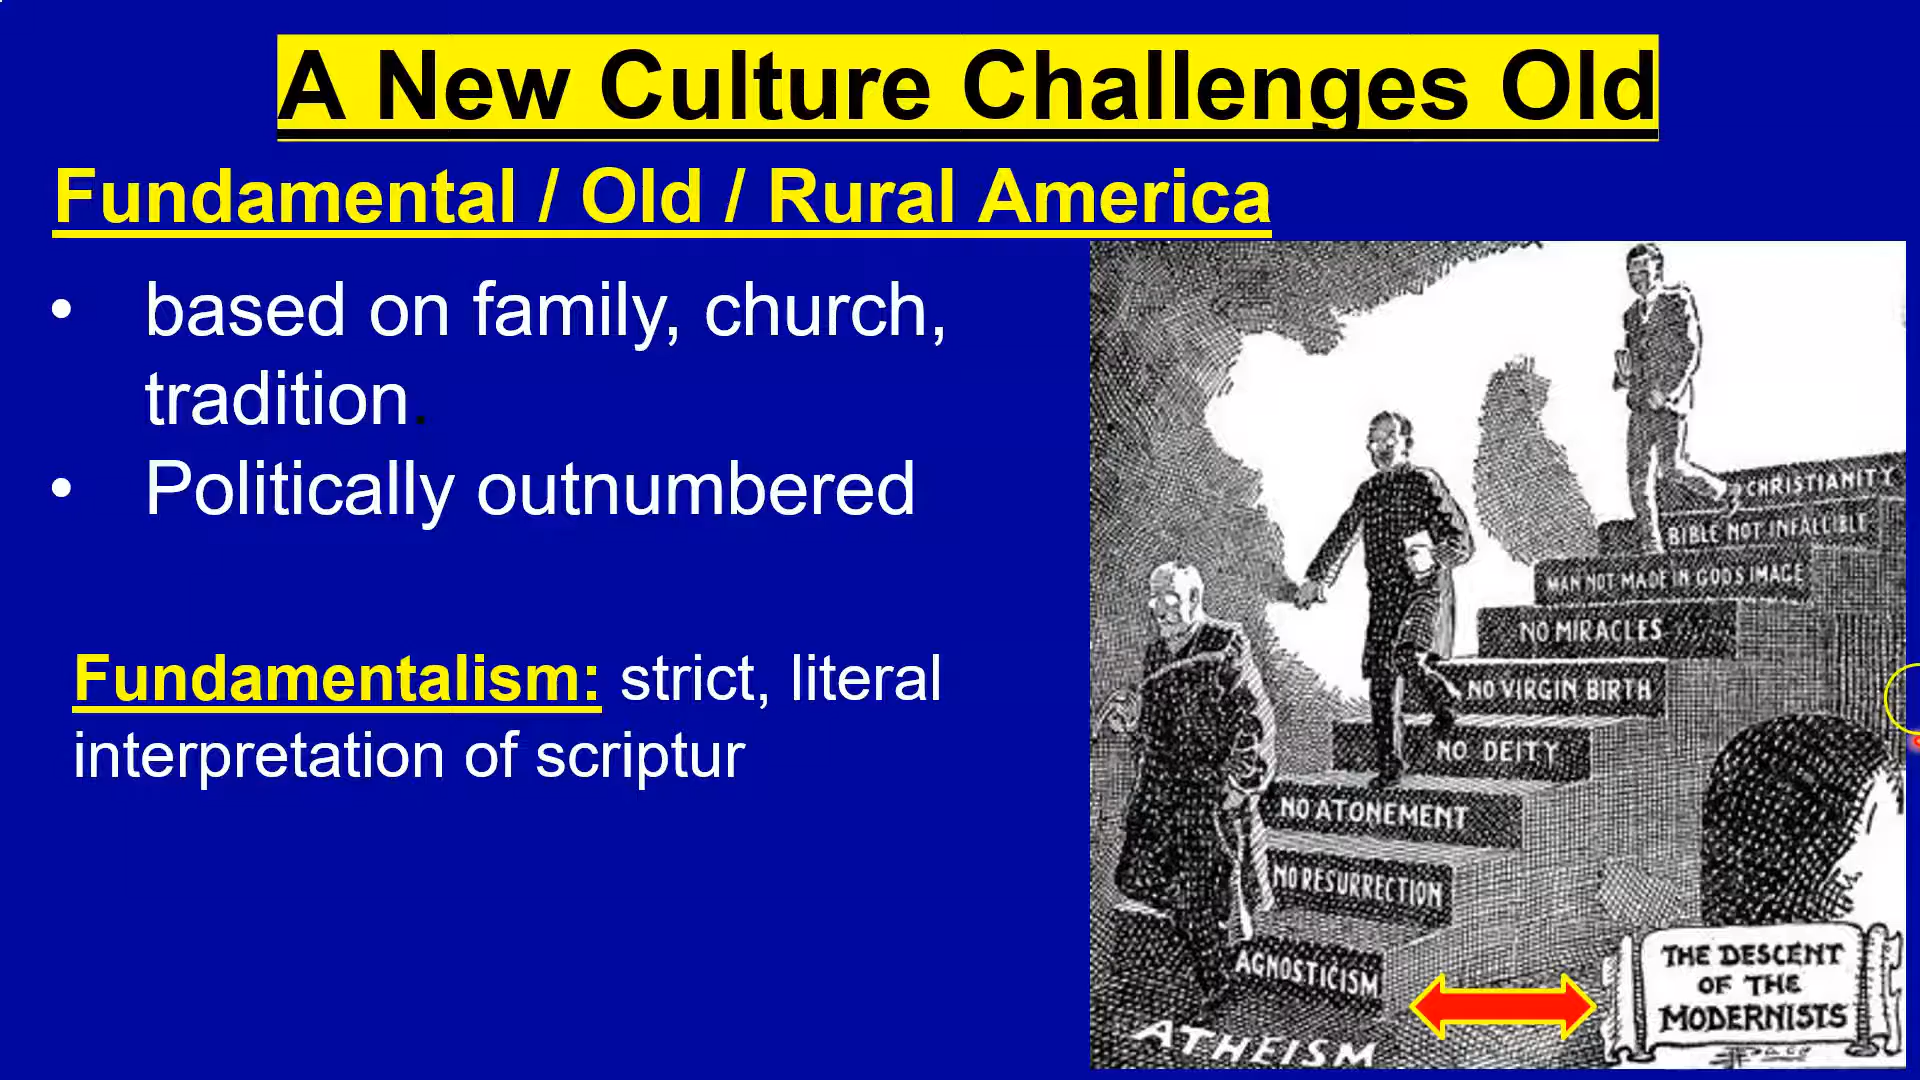 A New Culture Challenges Old
Fundamental / Old / Rural America
• based on family, church,
tradition.
• Politically outnumbered
Fundamentalism: strict, literal
interpretation of scriptur
CHRISTIANITY
BIBLE NOT INFALLIBLE
MAN NOT MADE IN GOD'S IMAGE
NO MIRACLES
NO VIRGIN BIRTH
NO DEITY
NO ATONEMENT
NO RESURRECTION
AGNOSTICISM
ATHEISM
THE DESCENT
OF THE
MODERNISTS